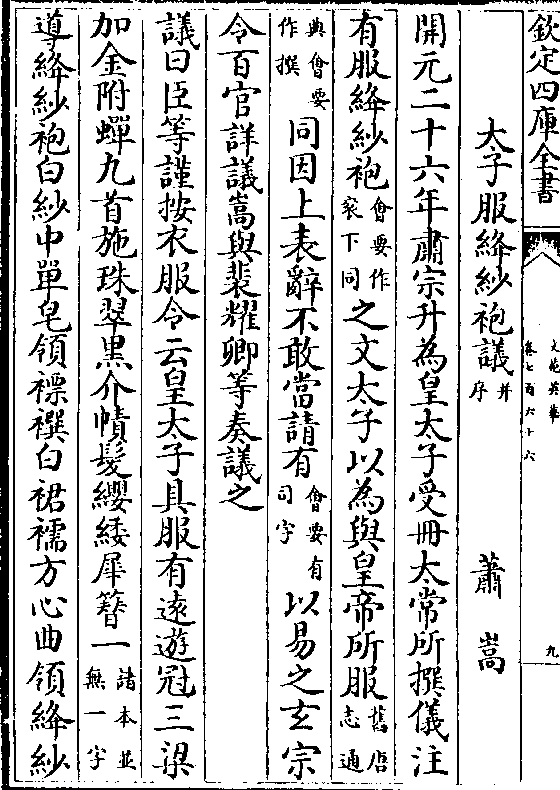 欽定四庫全書
文苑英華
卷七百六十六
九
太子服絳紗袍議并序
蕭嵩
開元二十六年肅宗升為皇太子受冊太常所撰儀注
有服絳紗袍會要作衮下同之文太子以為與皇帝所服舊唐志通
典會要作撰同因上表辭不敢當請有會要有司字以易之玄宗
令百官詳議嵩與裴耀卿等奏議之
議曰臣等謹按衣服令云皇太子具服有遠遊冠三梁
加金附蟬九首施珠翠黒介幘髮纓緌犀簪一諸本並無一字
導絳紗袍白紗中單皂領褾襈白裙襦方心曲領絳紗